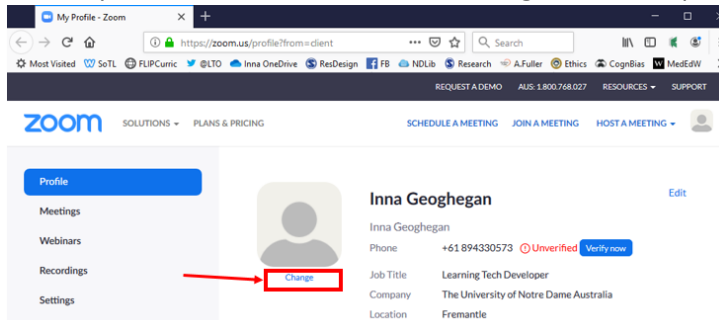 My Profile - Zoom
https://zoom.us/profile?from=client
Search
Most Visited SoTL FLIPCurric @LTO Inna OneDrive ResDesign FB NDLib Research A.Fuller Ethics CognBias MedEdW
REQUEST A DEMO AUS: 1.800.768.027 RESOURCES SUPPORT
zoom SOLUTIONS PLANS & PRICING SCHEDULE A MEETING JOIN A MEETING HOST A MEETING
Profile
Meetings
Webinars
Recordings
Settings
Change
Inna Geoghegan Edit
Inna Geoghegan
Phone +61 894330573 Unverified Verify now
Job Title Learning Tech Developer
Company The University of Notre Dame Australia
Location Fremantle